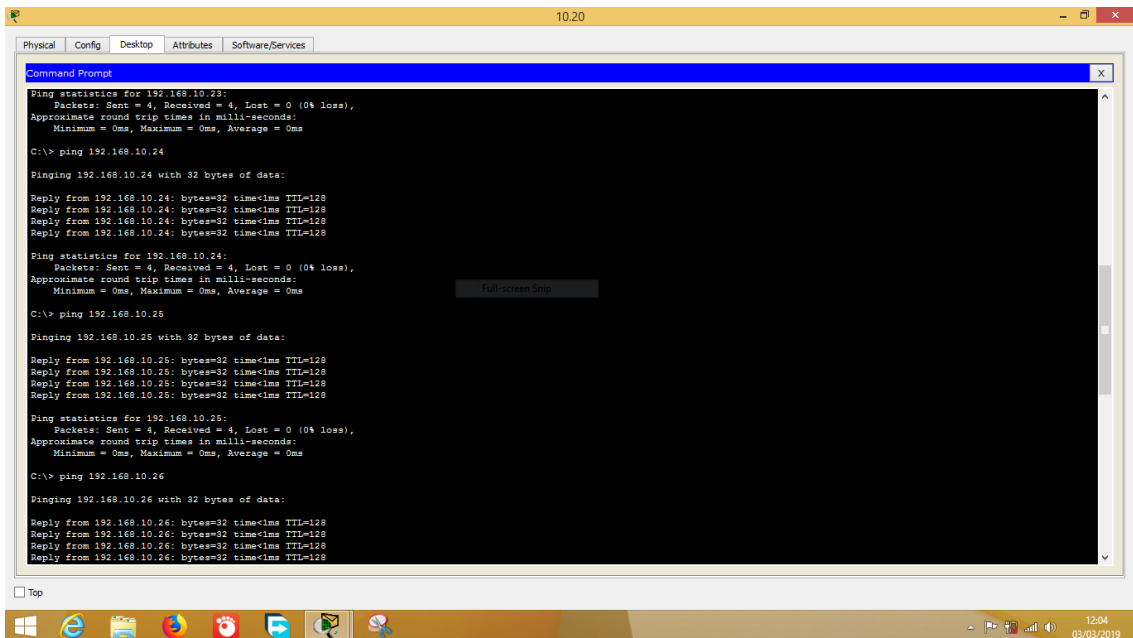 10.20
Physical Config Desktop Attributes Software/Services
Command Prompt
X
Ping statistics for 192.168.10.23:
Packets: Sent = 4, Received = 4, Lost = 0 (0% loss),
Approximate round trip times in milli-seconds:
Minimum = 0ms, Maximum = 0ms, Average = 0ms
C:\> ping 192.168.10.24
Pinging 192.168.10.24 with 32 bytes of data:
Reply from 192.168.10.24: bytes=32 time<1ms TTL=128
Reply from 192.168.10.24: bytes=32 time<1ms TTL=128
Reply from 192.168.10.24: bytes=32 time<1ms TTL=128
Reply from 192.168.10.24: bytes=32 time<1ms TTL=128
Ping statistics for 192.168.10.24:
Packets: Sent = 4, Received = 4, Lost = 0 (0% loss),
Approximate round trip times in milli-seconds:
Minimum = 0ms, Maximum = 0ms, Average = 0ms
Full-screen Snip
C:\> ping 192.168.10.25
Pinging 192.168.10.25 with 32 bytes of data:
Reply from 192.168.10.25: bytes=32 time<1ms TTL=128
Reply from 192.168.10.25: bytes=32 time<1ms TTL=128
Reply from 192.168.10.25: bytes=32 time<1ms TTL=128
Reply from 192.168.10.25: bytes=32 time<1ms TTL=128
Ping statistics for 192.168.10.25:
Packets: Sent = 4, Received = 4, Lost = 0 (0% loss),
Approximate round trip times in milli-seconds:
Minimum = 0ms, Maximum = 0ms, Average = 0ms
C:\> ping 192.168.10.26
Pinging 192.168.10.26 with 32 bytes of data:
Reply from 192.168.10.26: bytes=32 time<1ms TTL=128
Reply from 192.168.10.26: bytes=32 time<1ms TTL=128
Reply from 192.168.10.26: bytes=32 time<1ms TTL=128
Reply from 192.168.10.26: bytes=32 time<1ms TTL=128
Top
12:04
03/03/2019